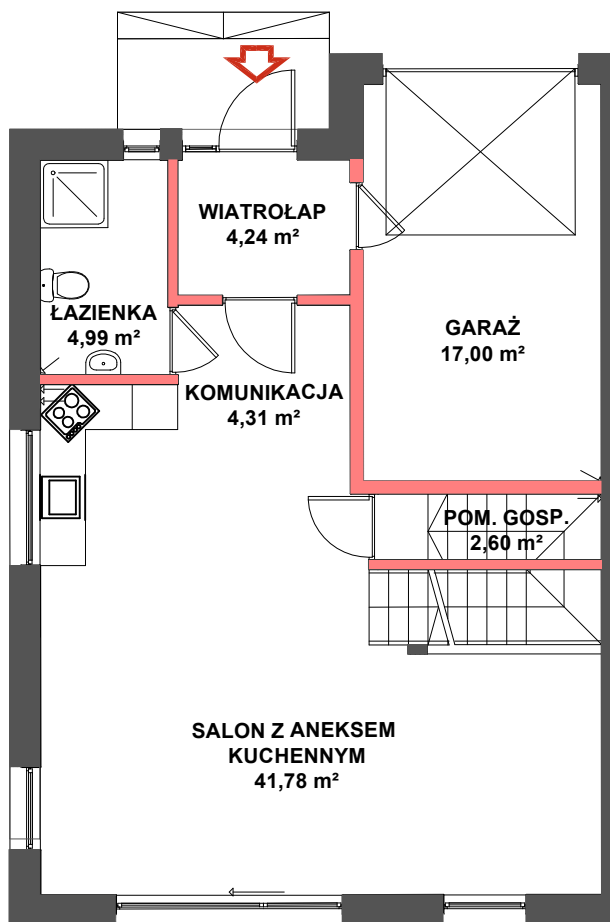 WIATROŁAP
4,24 m²
ŁAZIENKA
4,99 m²
GARAŻ
17,00 m²
KOMUNIKACJA
4,31 m²
POM. GOSP.
2,60 m²
SALON Z ANEKSEM
KUCHENNYM
41,78 m²